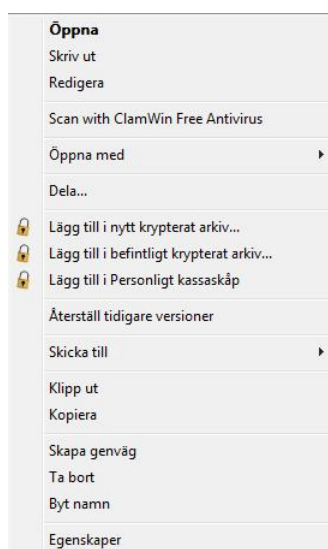 Öppna
Skriv ut
Redigera
Scan with ClamWin Free Antivirus
Öppna med
Dela...
Lägg till i nytt krypterat arkiv...
Lägg till i befintligt krypterat arkiv...
Lägg till i Personligt kassaskåp
Återställ tidigare versioner
Skicka till
Klipp ut
Kopiera
Skapa genväg
Ta bort
Byt namn
Egenskaper